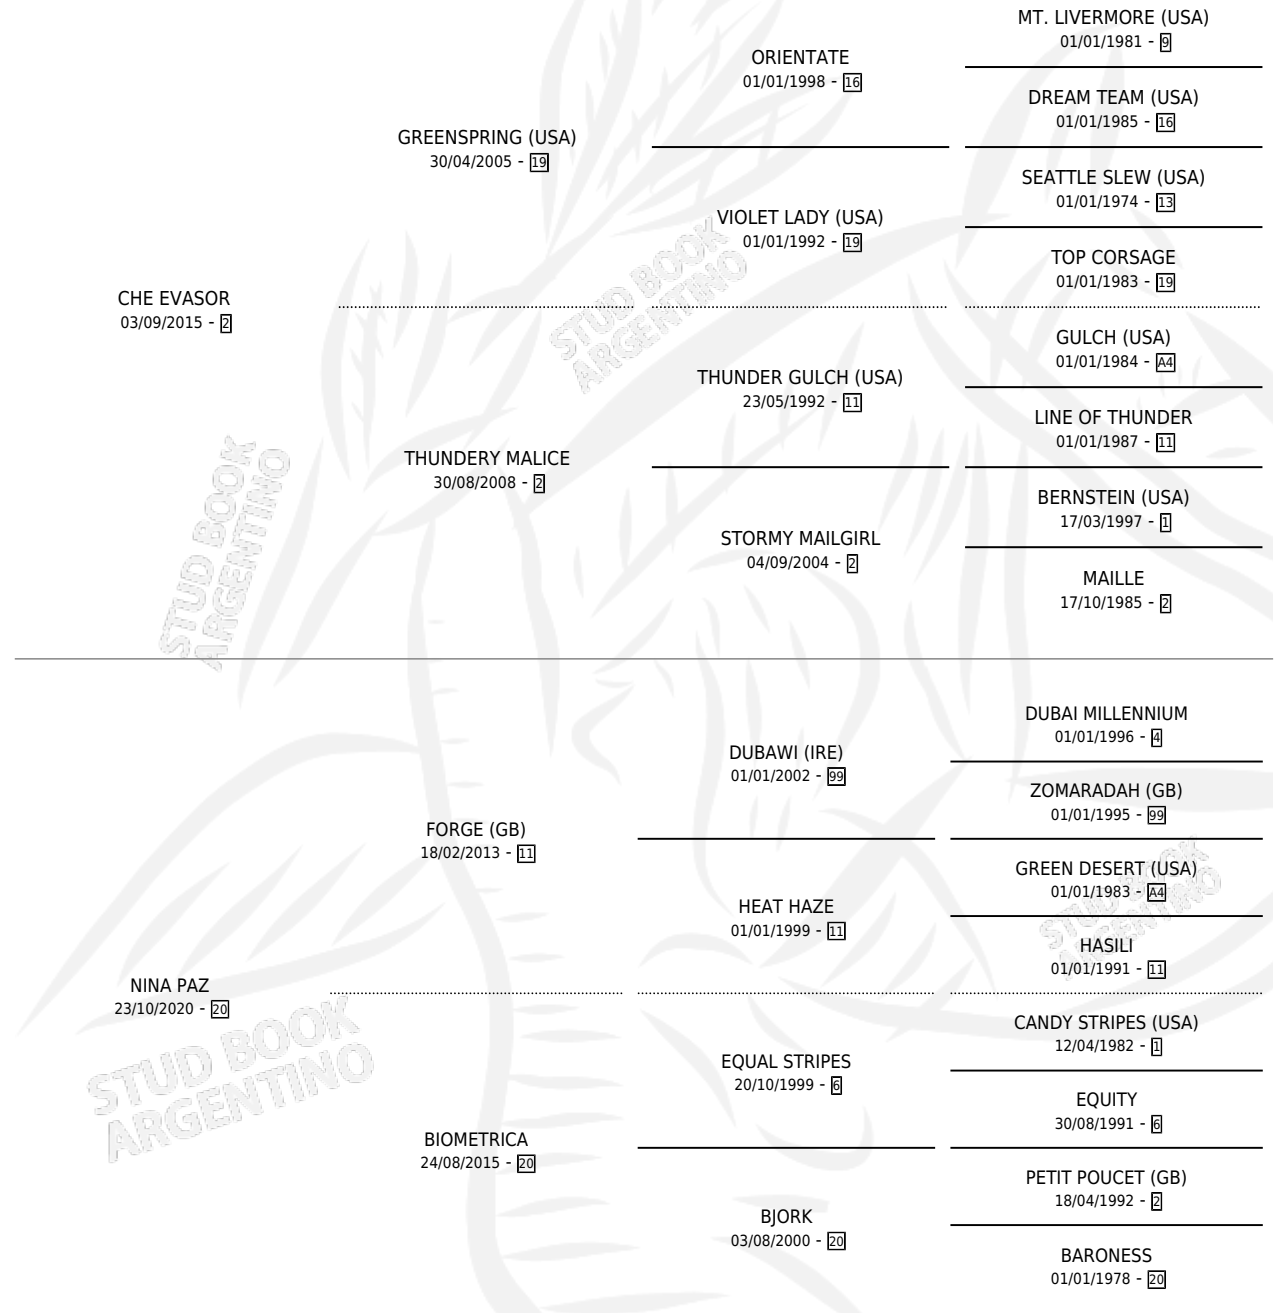 MT. LIVERMORE (USA)
01/01/1981 - 9
ORIENTATE
01/01/1998 - 16
DREAM TEAM (USA)
01/01/1985 - 16
GREENSPRING (USA)
30/04/2005 - 19
SEATTLE SLEW (USA)
01/01/1974 - 13
VIOLET LADY (USA)
01/01/1992 - 19
TOP CORSAGE
01/01/1983 - 19
CHE EVASOR
03/09/2015 - 2
GULCH (USA)
01/01/1984 - A4
THUNDER GULCH (USA)
23/05/1992 - 11
LINE OF THUNDER
01/01/1987 - 11
THUNDERY MALICE
30/08/2008 - 2
BERNSTEIN (USA)
17/03/1997 - 1
STORMY MAILGIRL
04/09/2004 - 2
MAILLE
17/10/1985 - 2
DUBAI MILLENNIUM
01/01/1996 - 4
DUBAWI (IRE)
01/01/2002 - 99
ZOMARADAH (GB)
01/01/1995 - 99
FORGE (GB)
18/02/2013 - 11
GREEN DESERT (USA)
01/01/1983 - A4
HEAT HAZE
01/01/1999 - 11
HASILI
01/01/1991 - 11
NINA PAZ
23/10/2020 - 20
CANDY STRIPES (USA)
12/04/1982 - 1
EQUAL STRIPES
20/10/1999 - 6
EQUITY
30/08/1991 - 6
BIOMETRICA
24/08/2015 - 20
PETIT POUCET (GB)
18/04/1992 - 2
BJORK
03/08/2000 - 20
BARONESS
01/01/1978 - 20
STUD BOOK
ARGENTINO
STUD BOOK
ARGENTINO
STUD BOOK
ARGENTINO
STUD BOOK
ARGENTINO